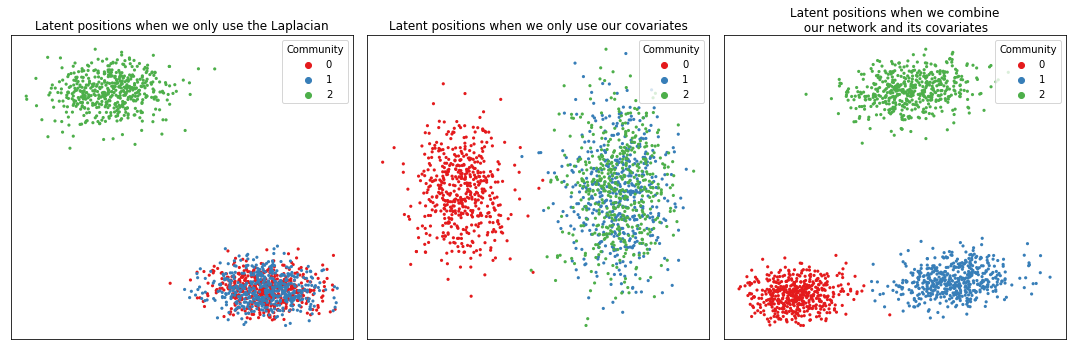 Latent positions when we only use the Laplacian
Community
0
1
2
Latent positions when we only use our covariates
Community
0
1
2
Latent positions when we combine
our network and its covariates
Community
0
1
2